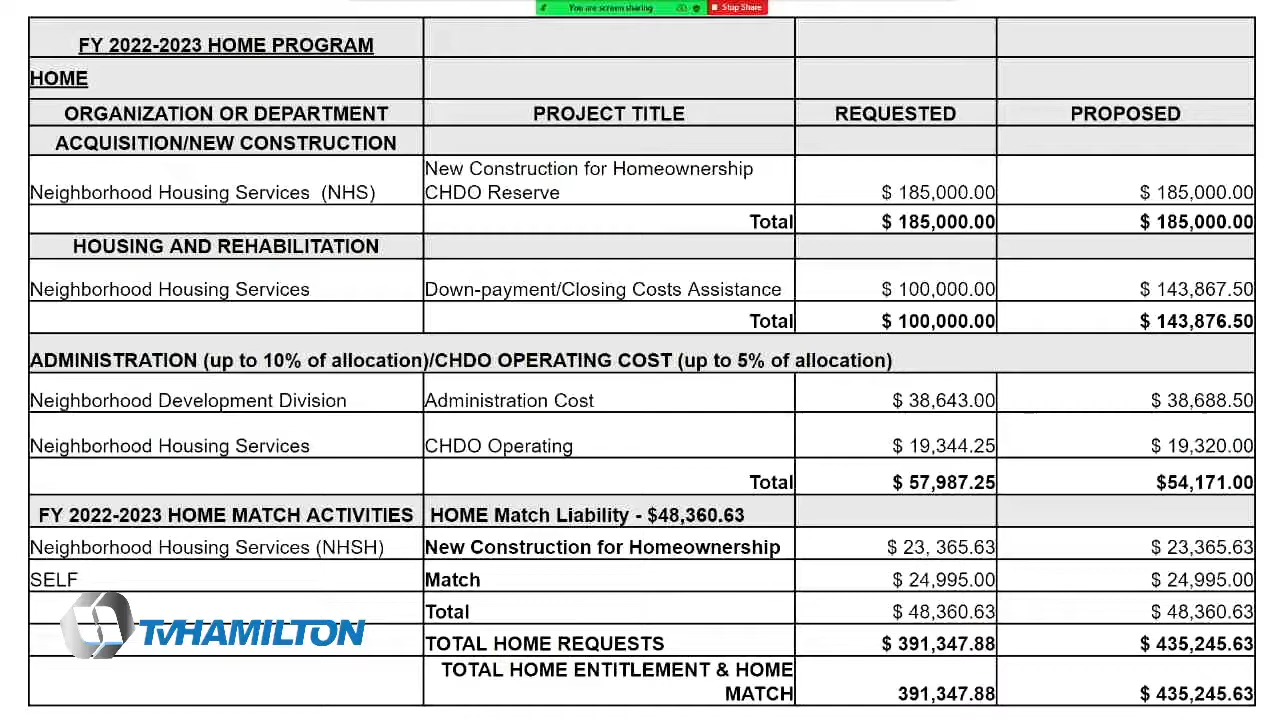 You are screen sharing Stop Share
FY 2022-2023 HOME PROGRAM
HOME
ORGANIZATION OR DEPARTMENT PROJECT TITLE REQUESTED PROPOSED
ACQUISITION/NEW CONSTRUCTION
New Construction for Homeownership
Neighborhood Housing Services (NHS) CHDO Reserve $ 185,000.00 $ 185,000.00
Total $ 185,000.00 $ 185,000.00
HOUSING AND REHABILITATION
Neighborhood Housing Services Down-payment/Closing Costs Assistance $ 100,000.00 $ 143,867.50
Total $ 100,000.00 $ 143,876.50
ADMINISTRATION (up to 10% of allocation)/CHDO OPERATING COST (up to 5% of allocation)
Neighborhood Development Division Administration Cost $ 38,643.00 $ 38,688.50
Neighborhood Housing Services CHDO Operating $ 19,344.25 $ 19,320.00
Total $ 57,987.25 $54,171.00
FY 2022-2023 HOME MATCH ACTIVITIES HOME Match Liability - $48,360.63
Neighborhood Housing Services (NHSH) New Construction for Homeownership $ 23, 365.63 $ 23,365.63
SELF Match $ 24,995.00 $ 24,995.00
Total $ 48,360.63 $ 48,360.63
TVHAMILTON
TOTAL HOME REQUESTS $ 391,347.88 $ 435,245.63
TOTAL HOME ENTITLEMENT & HOME
MATCH 391,347.88 $ 435,245.63